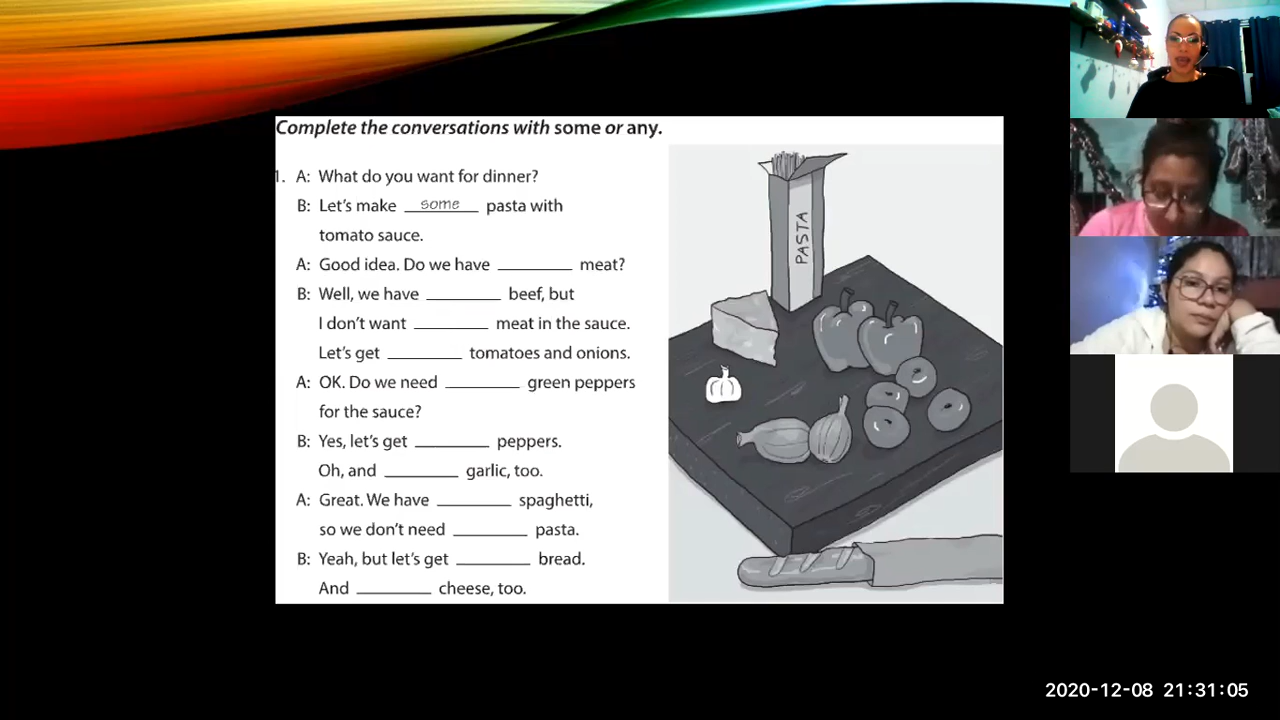 Complete the conversations with some or any.
1. A: What do you want for dinner?
B: Let's make some pasta with
tomato sauce.
A: Good idea. Do we have ________ meat?
B: Well, we have ________ beef, but
I don't want ________ meat in the sauce.
Let's get ________ tomatoes and onions.
A: OK. Do we need ________ green peppers
for the sauce?
B: Yes, let's get ________ peppers.
Oh, and ________ garlic, too.
A: Great. We have ________ spaghetti,
so we don't need ________ pasta.
B: Yeah, but let's get ________ bread.
And ________ cheese, too.
PASTA
2020-12-08 21:31:05